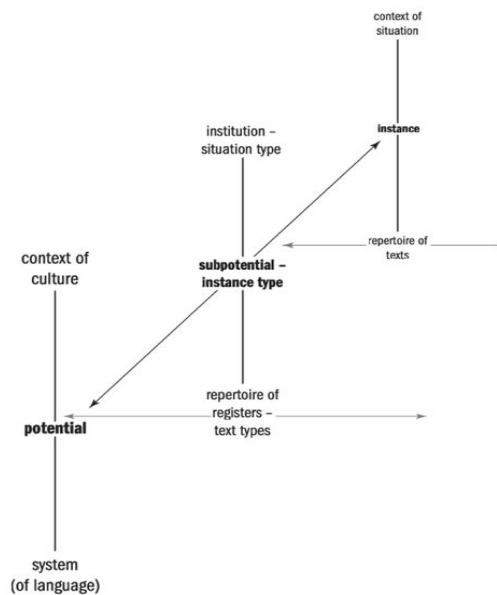 context of
situation
instance
institution –
situation type
repertoire of
texts
context of
culture
subpotential –
instance type
repertoire of
registers –
text types
potential
system
(of language)